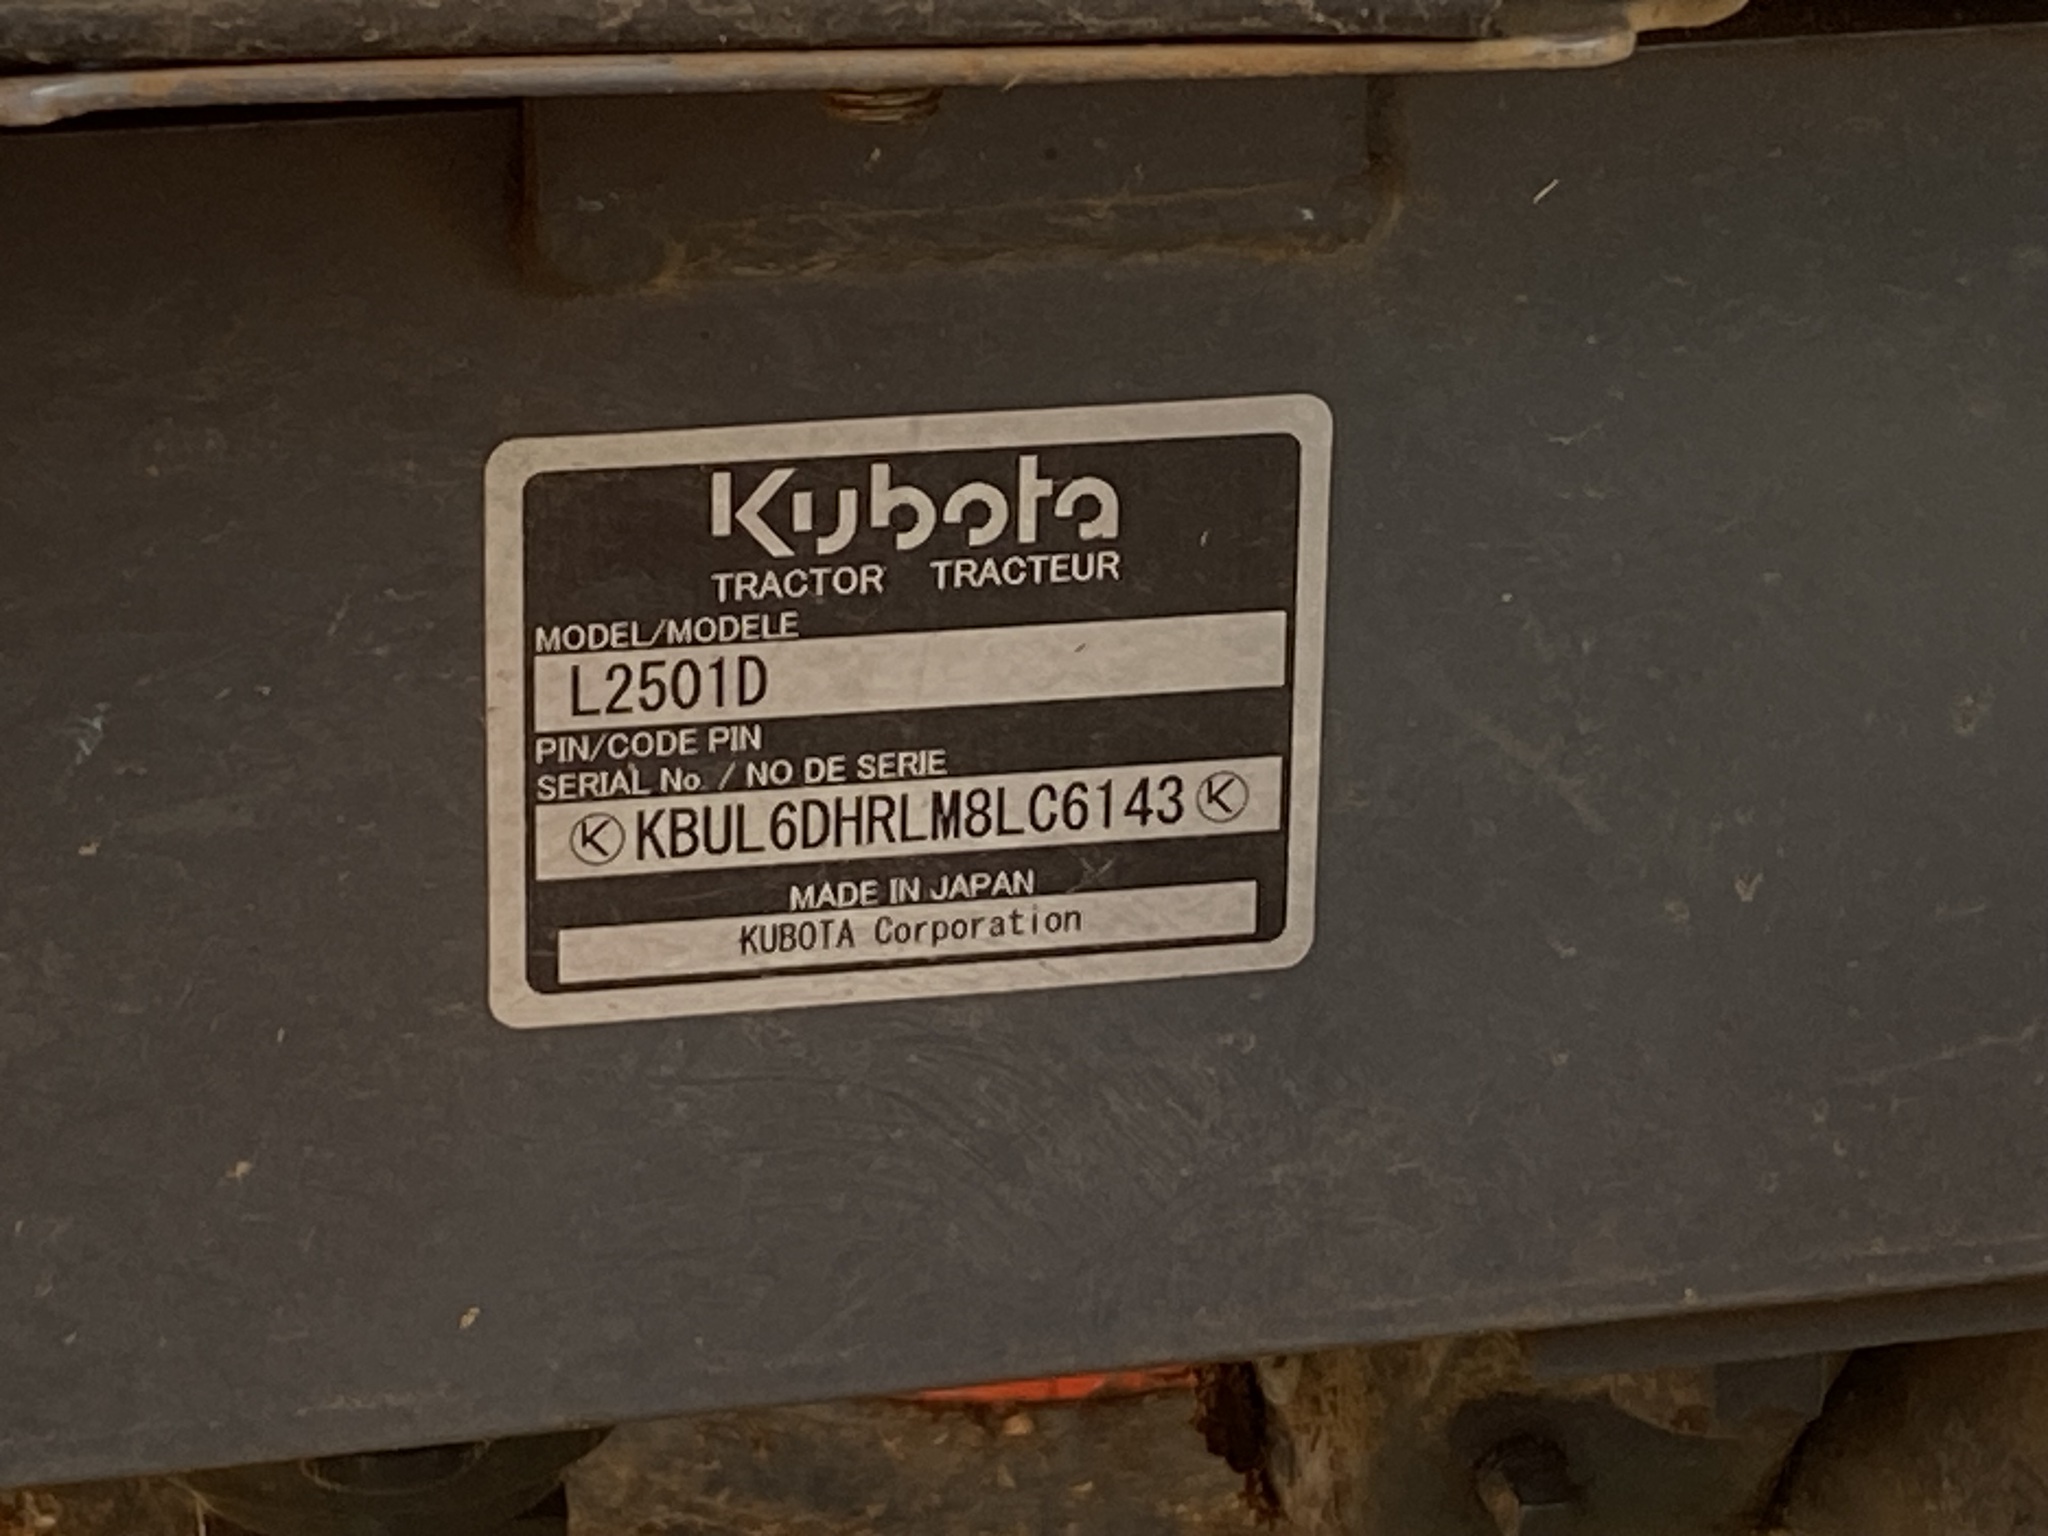 Kubota
TRACTOR TRACTEUR
MODEL/MODELE
L2501D
PIN/CODE PIN
SERIAL No. / NO DE SERIE
Ⓚ KBUL6DHRLM8LC6143 Ⓚ
MADE IN JAPAN
KUBOTA Corporation